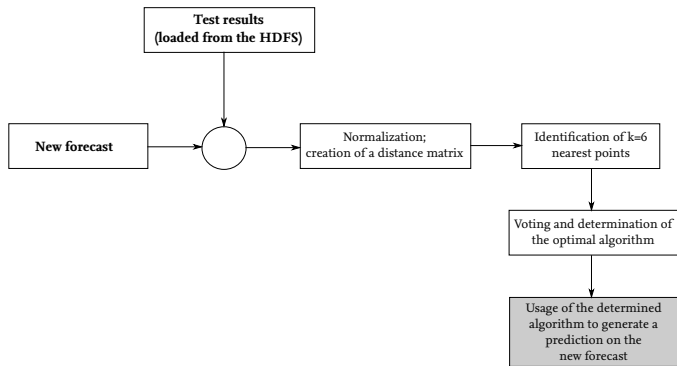 Test results
(loaded from the HDFS)
New forecast
Normalization;
creation of a distance matrix
Identification of k=6
nearest points
Voting and determination of
the optimal algorithm
Usage of the determined
algorithm to generate a
prediction on the
new forecast